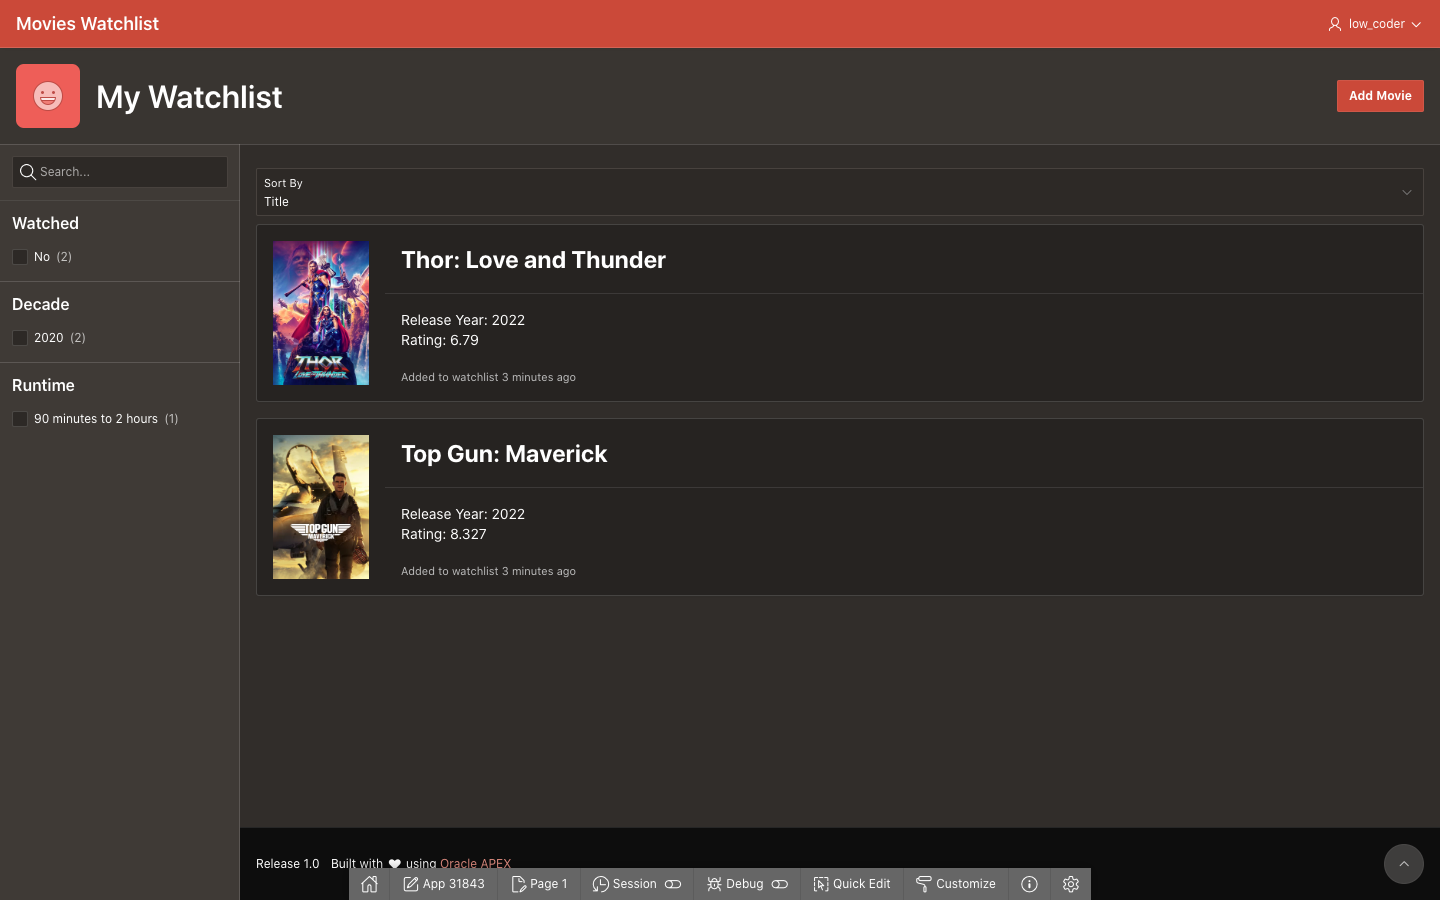 Movies Watchlist
low_coder
My Watchlist
Add Movie
Search...
Watched
No (2)
Decade
2020 (2)
Runtime
90 minutes to 2 hours (1)
Sort By
Title
THOR
LOVE AND THUNDER
Thor: Love and Thunder
Release Year: 2022
Rating: 6.79
Added to watchlist 3 minutes ago
TOP GUN
MAVERICK
Top Gun: Maverick
Release Year: 2022
Rating: 8.327
Added to watchlist 3 minutes ago
Release 1.0 Built with using Oracle APEX
App 31843 Page 1 Session Debug Quick Edit Customize